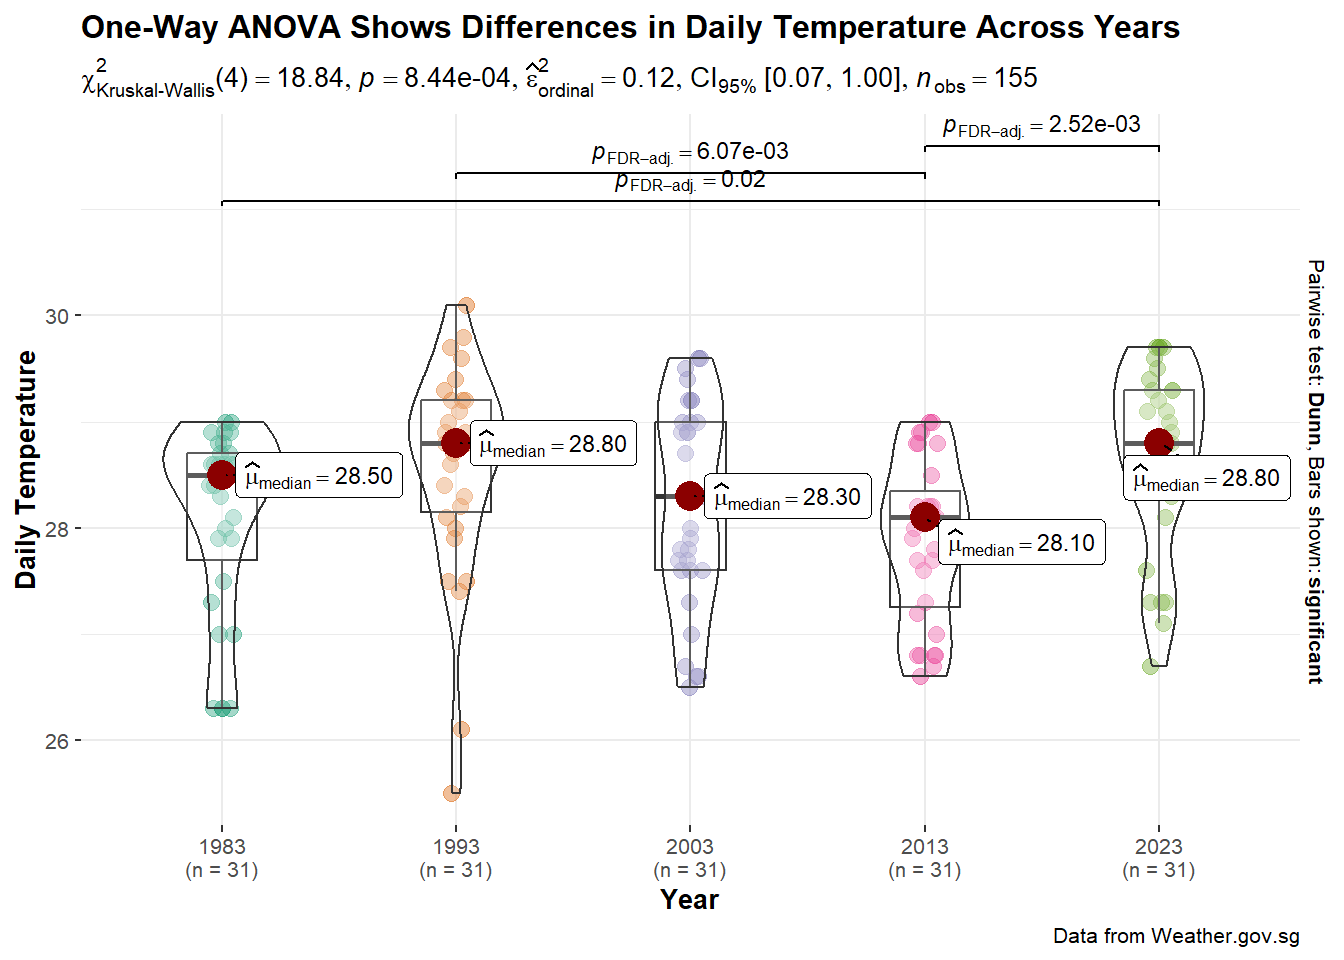 One-Way ANOVA Shows Differences in Daily Temperature Across Years
χ²Kruskal-Wallis(4) = 18.84, p = 8.44e-04, ε̂²ordinal = 0.12, CI95% [0.07, 1.00], nobs = 155
pFDR–adj. = 2.52e-03
pFDR–adj. = 6.07e-03
pFDR–adj. = 0.02
Daily Temperature
30
28
26
μ̂median = 28.50
μ̂median = 28.80
μ̂median = 28.30
μ̂median = 28.10
μ̂median = 28.80
Pairwise test: Dunn, Bars shown: significant
1983
(n = 31)
1993
(n = 31)
2003
(n = 31)
2013
(n = 31)
2023
(n = 31)
Year
Data from Weather.gov.sg